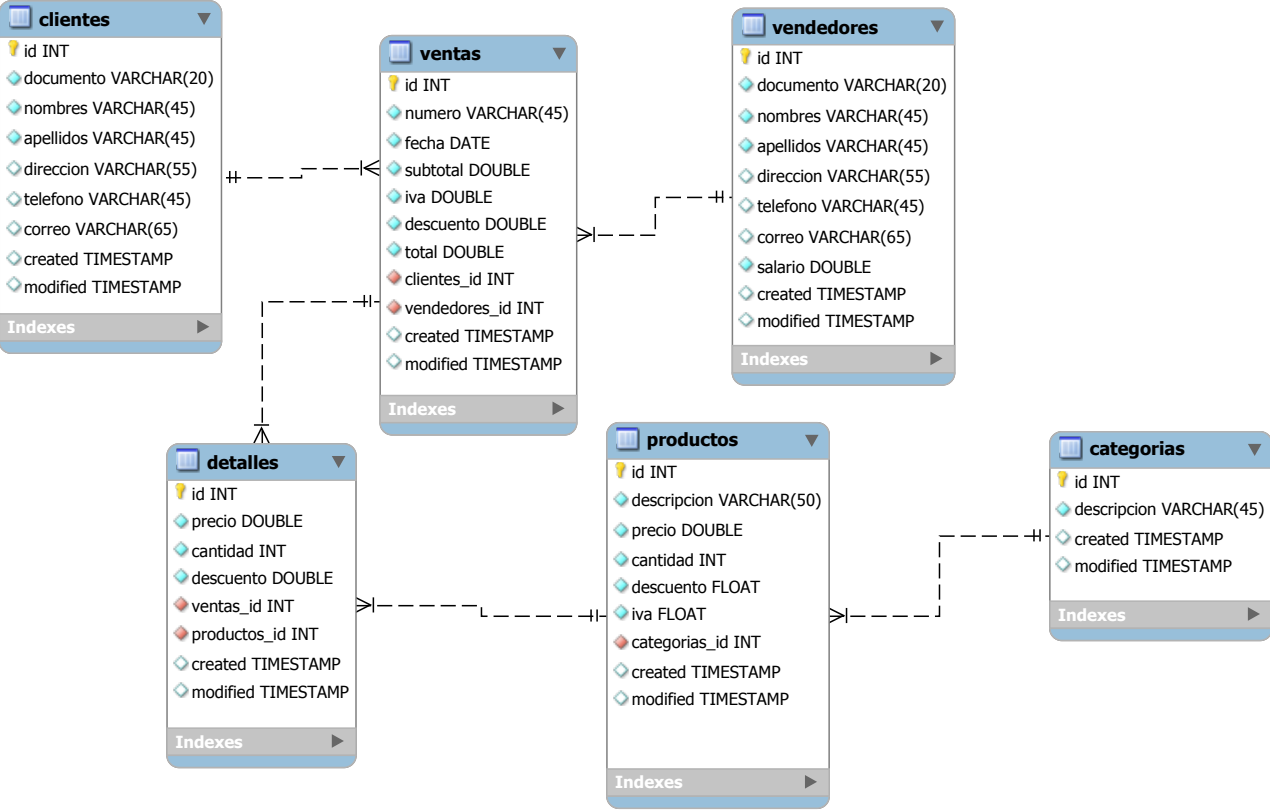 clientes
id INT
documento VARCHAR(20)
nombres VARCHAR(45)
apellidos VARCHAR(45)
direccion VARCHAR(55)
telefono VARCHAR(45)
correo VARCHAR(65)
created TIMESTAMP
modified TIMESTAMP
Indexes
ventas
id INT
numero VARCHAR(45)
fecha DATE
subtotal DOUBLE
iva DOUBLE
descuento DOUBLE
total DOUBLE
clientes_id INT
vendedores_id INT
created TIMESTAMP
modified TIMESTAMP
Indexes
vendedores
id INT
documento VARCHAR(20)
nombres VARCHAR(45)
apellidos VARCHAR(45)
direccion VARCHAR(55)
telefono VARCHAR(45)
correo VARCHAR(65)
salario DOUBLE
created TIMESTAMP
modified TIMESTAMP
Indexes
detalles
id INT
precio DOUBLE
cantidad INT
descuento DOUBLE
ventas_id INT
productos_id INT
created TIMESTAMP
modified TIMESTAMP
Indexes
productos
id INT
descripcion VARCHAR(50)
precio DOUBLE
cantidad INT
descuento FLOAT
iva FLOAT
categorias_id INT
created TIMESTAMP
modified TIMESTAMP
Indexes
categorias
id INT
descripcion VARCHAR(45)
created TIMESTAMP
modified TIMESTAMP
Indexes